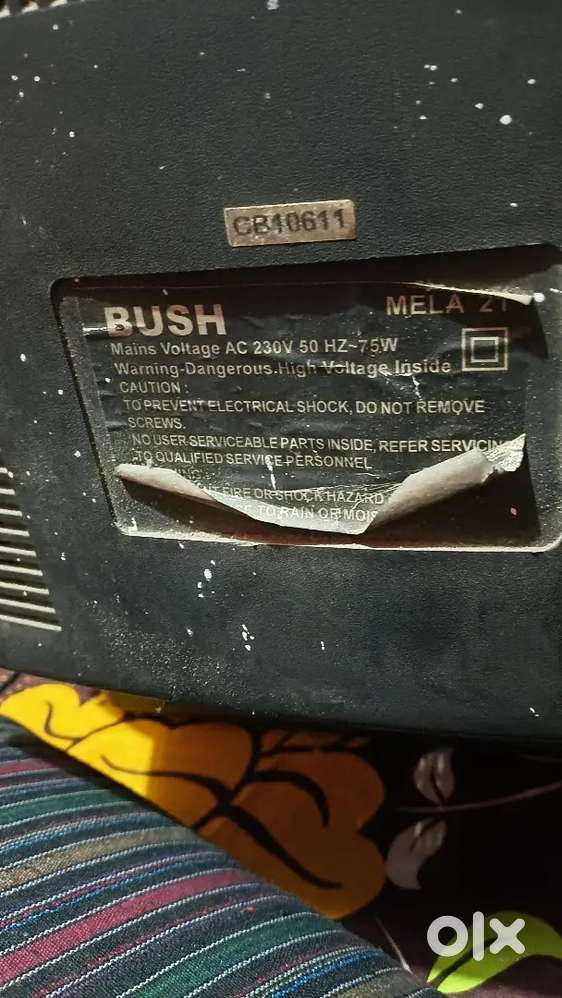 CB10611
BUSH MELA 21
Mains Voltage AC 230V 50 HZ~75W
Warning-Dangerous.High Voltage Inside
CAUTION :
TO PREVENT ELECTRICAL SHOCK, DO NOT REMOVE
SCREWS.
NO USER SERVICEABLE PARTS INSIDE, REFER SERVICIN
TO QUALIFIED SERVICE PERSONNEL
FIRE OR SHOCK HAZARD
TO RAIN OR MOIS
olx